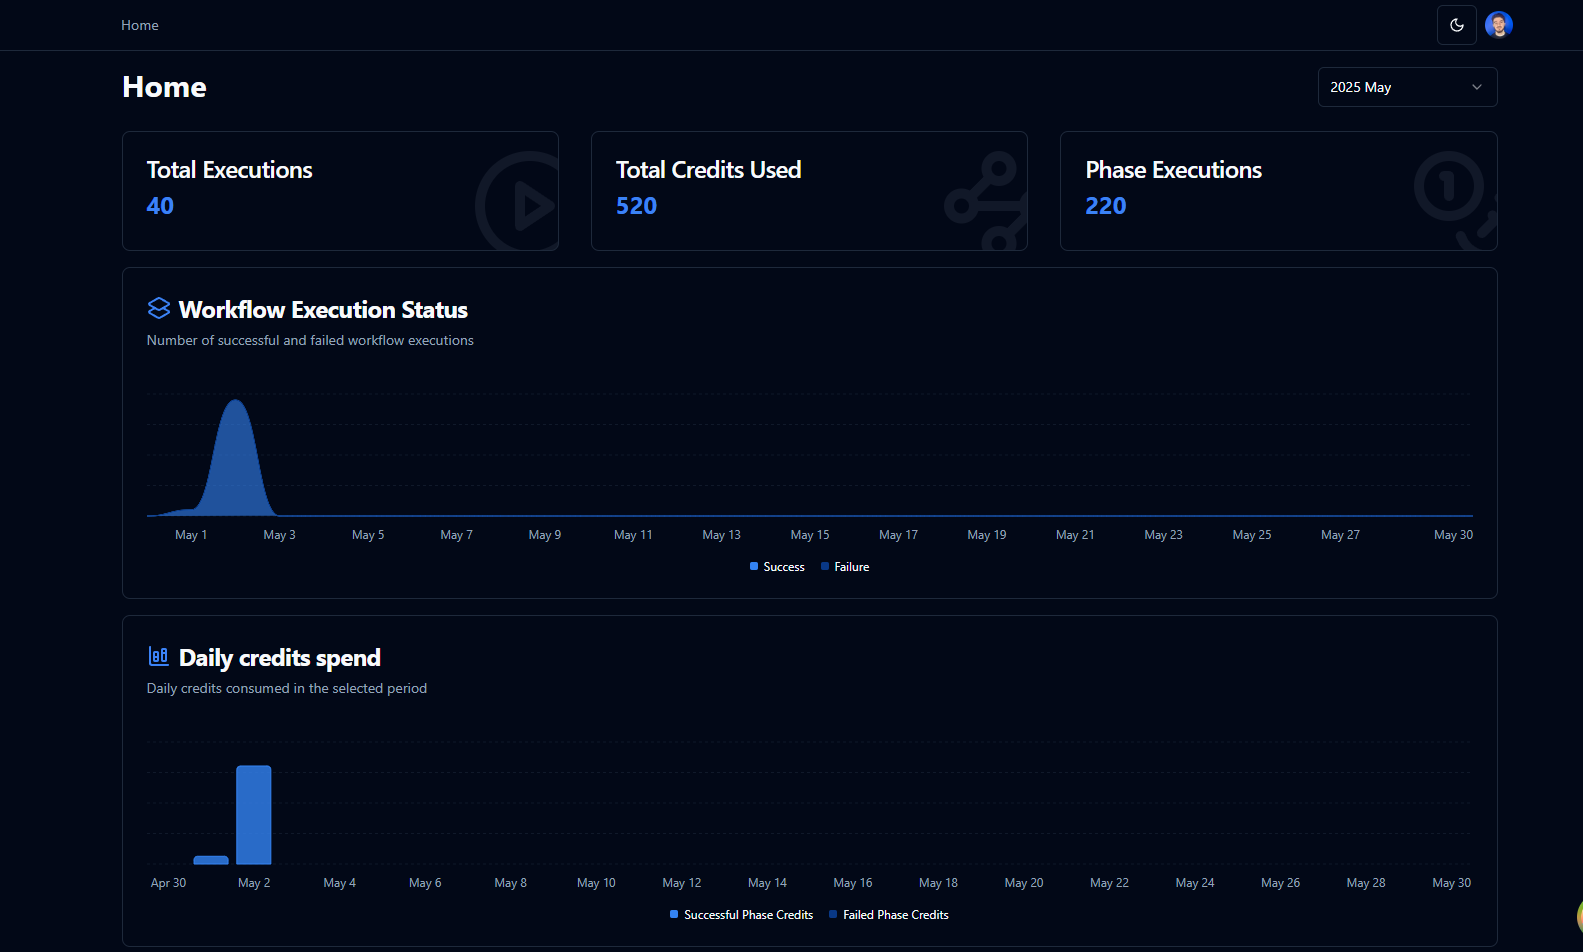 Home
Home
2025 May
Total Executions
40
Total Credits Used
520
Phase Executions
220
1
Workflow Execution Status
Number of successful and failed workflow executions
May 1 May 3 May 5 May 7 May 9 May 11 May 13 May 15 May 17 May 19 May 21 May 23 May 25 May 27 May 30
Success Failure
Daily credits spend
Daily credits consumed in the selected period
Apr 30 May 2 May 4 May 6 May 8 May 10 May 12 May 14 May 16 May 18 May 20 May 22 May 24 May 26 May 28 May 30
Successful Phase Credits Failed Phase Credits